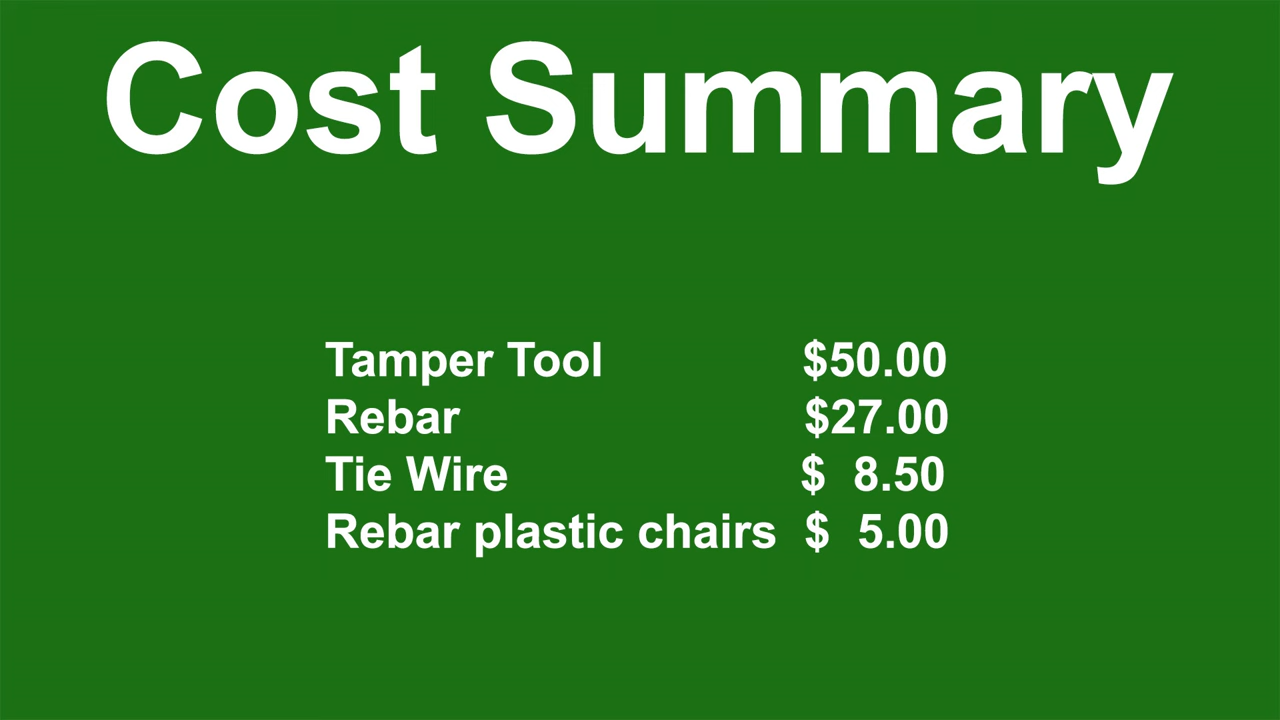 Cost Summary
Tamper Tool $50.00
Rebar $27.00
Tie Wire $ 8.50
Rebar plastic chairs $ 5.00